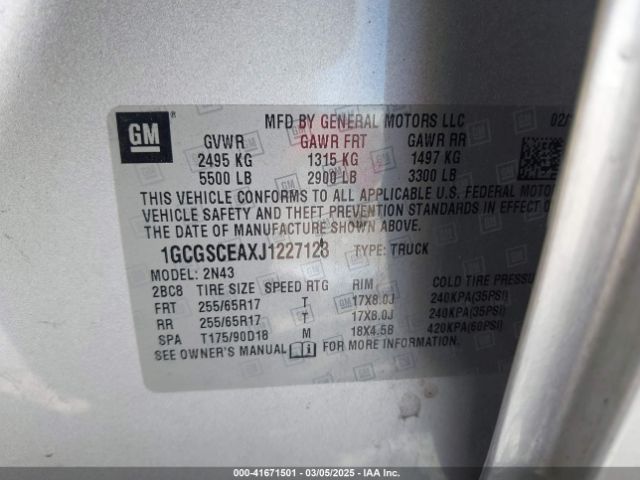 GM ®
MFD BY GENERAL MOTORS LLC 02/
GVWR GAWR FRT GAWR RR
2495 KG 1315 KG 1497 KG
5500 LB 2900 LB 3300 LB
THIS VEHICLE CONFORMS TO ALL APPLICABLE U.S. FEDERAL MOTOR
VEHICLE SAFETY AND THEFT PREVENTION STANDARDS IN EFFECT ON
THE DATE OF MANUFACTURE SHOWN ABOVE.
1GCGSCEAXJ1227128 TYPE: TRUCK
MODEL: 2N43
2BC8 TIRE SIZE SPEED RTG RIM COLD TIRE PRESSU
FRT 255/65R17 T 17X8.0J 240KPA(35PSI)
RR 255/65R17 T 17X8.0J 240KPA(35PSI)
SPA T175/90D18 M 18X4.5B 420KPA(60PSI)
SEE OWNER'S MANUAL i FOR MORE INFORMATION.
000-41671501 - 03/05/2025 - IAA Inc.